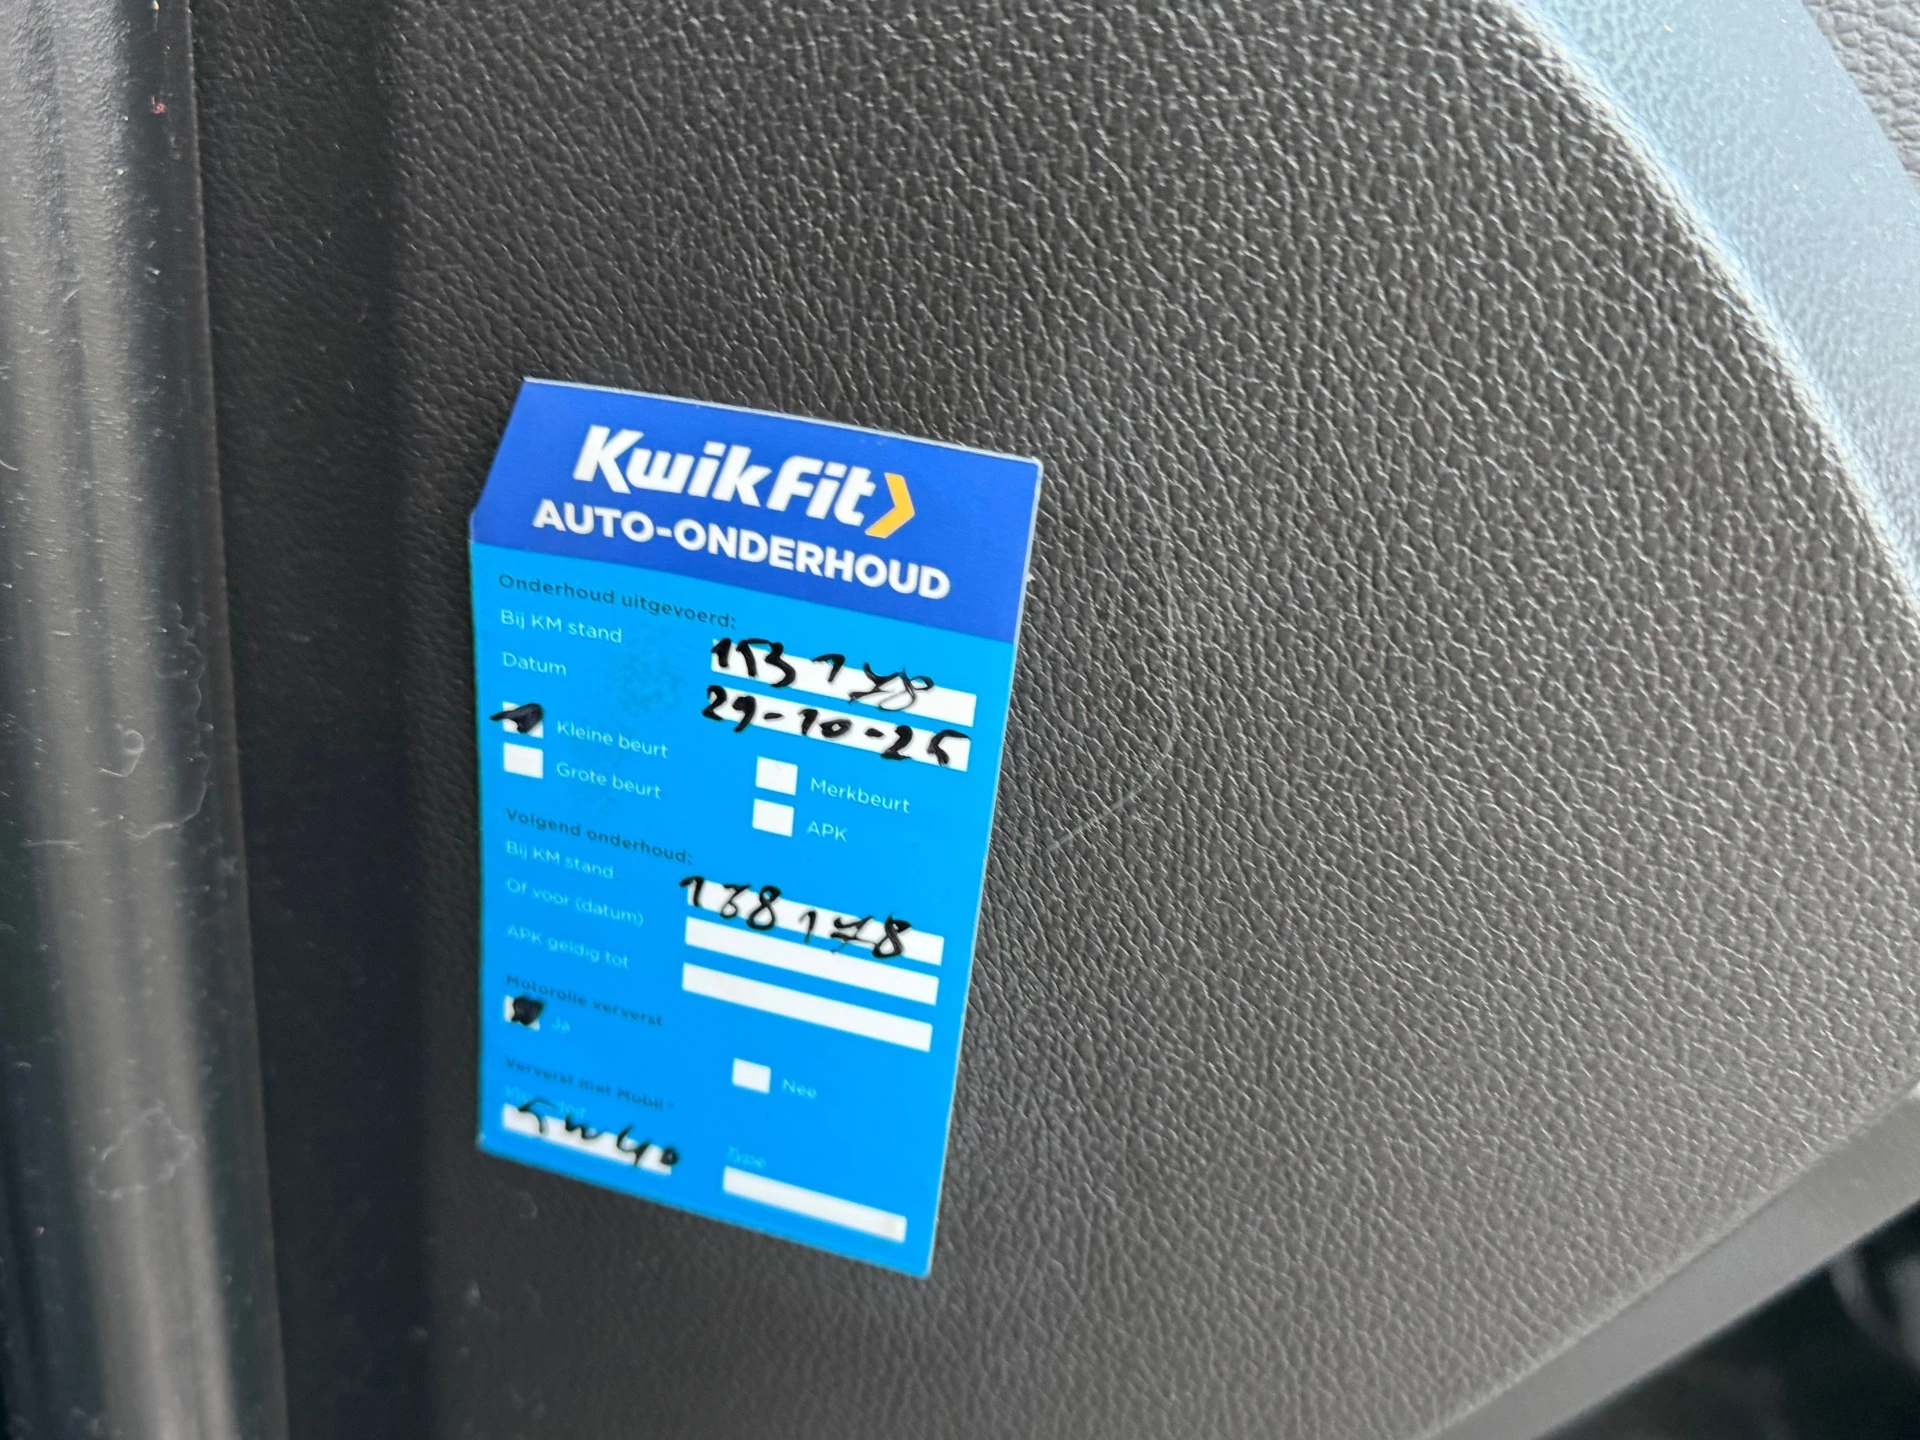 KwikFit
AUTO-ONDERHOUD
Onderhoud uitgevoerd:
Bij KM stand 153178
Datum 29-10-25
Kleine beurt Merkbeurt
Grote beurt APK
Volgend onderhoud:
Bij KM stand 168178
Of voor (datum)
APK geldig tot
Motorolie ververst
Ja Nee
Ververst met Mobil
Type
5W40